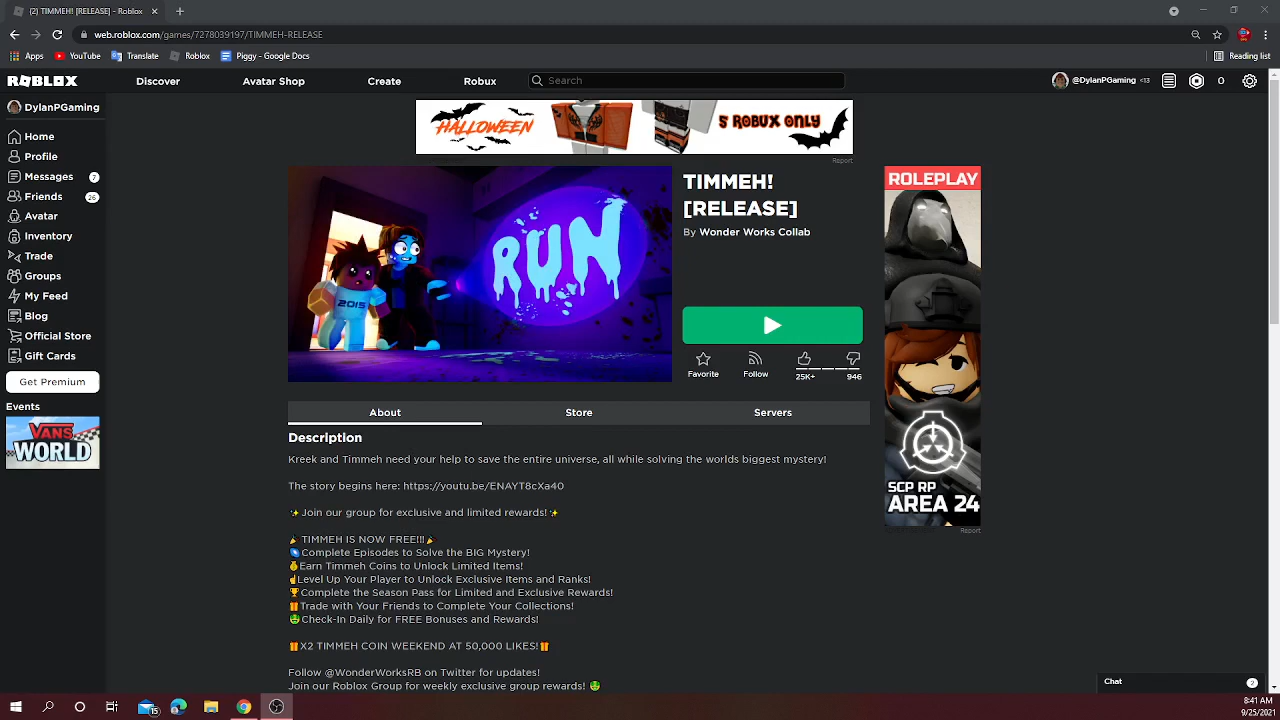 (2) TIMMEH! [RELEASE] - Roblox
web.roblox.com/games/7278039197/TIMMEH-RELEASE
Apps YouTube Translate Roblox Piggy - Google Docs Reading list
ROBLOX Discover Avatar Shop Create Robux Search @DylanPGaming <13 0
DylanPGaming
Home
Profile
Messages 7
Friends 26
Avatar
Inventory
Trade
Groups
My Feed
Blog
Official Store
Gift Cards
Get Premium
Events
VANS
WORLD
HALLOWEEN 5 ROBUX ONLY
Report
RUN
2015
TIMMEH!
[RELEASE]
By Wonder Works Collab
Favorite Follow 25K+ 946
ROLEPLAY
SCP RP
AREA 24
Report
About Store Servers
Description
Kreek and Timmeh need your help to save the entire universe, all while solving the worlds biggest mystery!
The story begins here: https://youtu.be/ENAYT8cXa40
✨Join our group for exclusive and limited rewards!✨
🎉TIMMEH IS NOW FREE!!!🎉
Complete Episodes to Solve the BIG Mystery!
Earn Timmeh Coins to Unlock Limited Items!
Level Up Your Player to Unlock Exclusive Items and Ranks!
🏆Complete the Season Pass for Limited and Exclusive Rewards!
🎁Trade with Your Friends to Complete Your Collections!
🤑Check-In Daily for FREE Bonuses and Rewards!
🎁X2 TIMMEH COIN WEEKEND AT 50,000 LIKES!🎁
Follow @WonderWorksRB on Twitter for updates!
Join our Roblox Group for weekly exclusive group rewards! 🤑
Chat 2
8:41 AM
9/25/2021